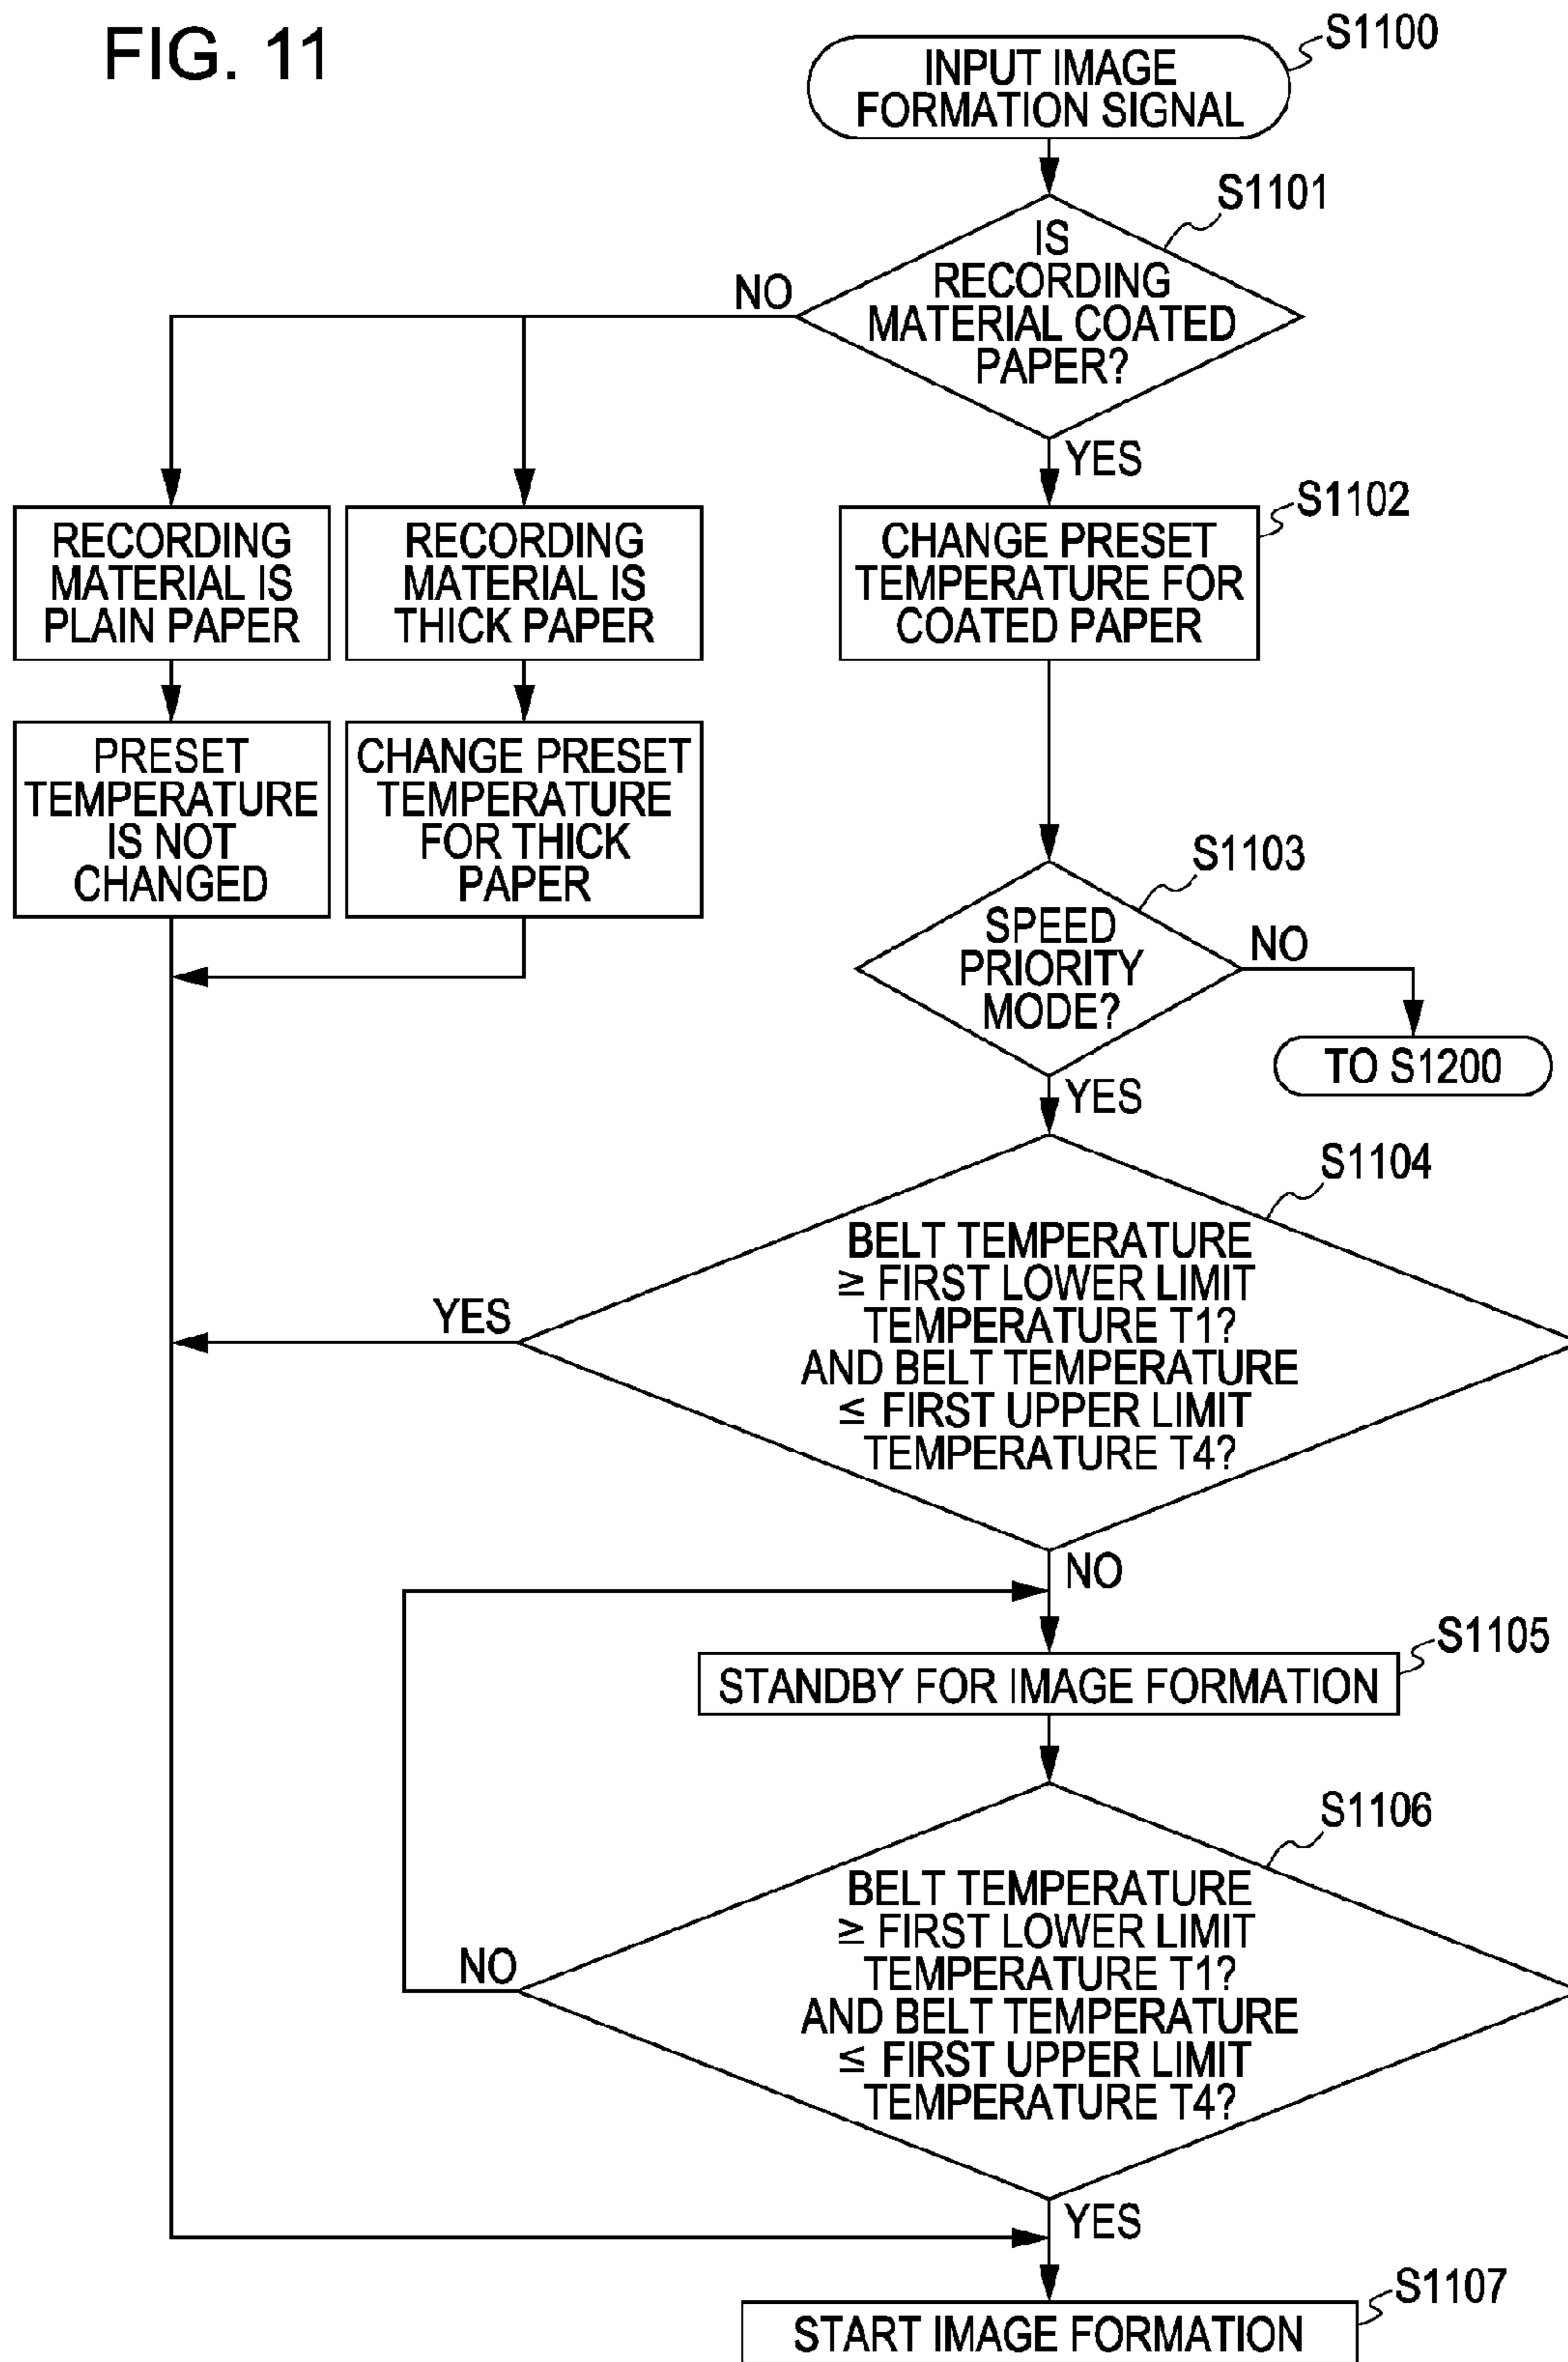 FIG. 11
S1100
INPUT IMAGE
FORMATION SIGNAL
S1101
IS
RECORDING
MATERIAL COATED
PAPER?
NO
YES
S1102
RECORDING
MATERIAL IS
PLAIN PAPER
RECORDING
MATERIAL IS
THICK PAPER
CHANGE PRESET
TEMPERATURE FOR
COATED PAPER
PRESET
TEMPERATURE
IS NOT
CHANGED
CHANGE PRESET
TEMPERATURE
FOR THICK
PAPER
S1103
SPEED
PRIORITY
MODE?
NO
TO S1200
YES
S1104
BELT TEMPERATURE
≥ FIRST LOWER LIMIT
TEMPERATURE T1?
AND BELT TEMPERATURE
≤ FIRST UPPER LIMIT
TEMPERATURE T4?
YES
NO
S1105
STANDBY FOR IMAGE FORMATION
S1106
BELT TEMPERATURE
≥ FIRST LOWER LIMIT
TEMPERATURE T1?
AND BELT TEMPERATURE
≤ FIRST UPPER LIMIT
TEMPERATURE T4?
NO
YES
S1107
START IMAGE FORMATION